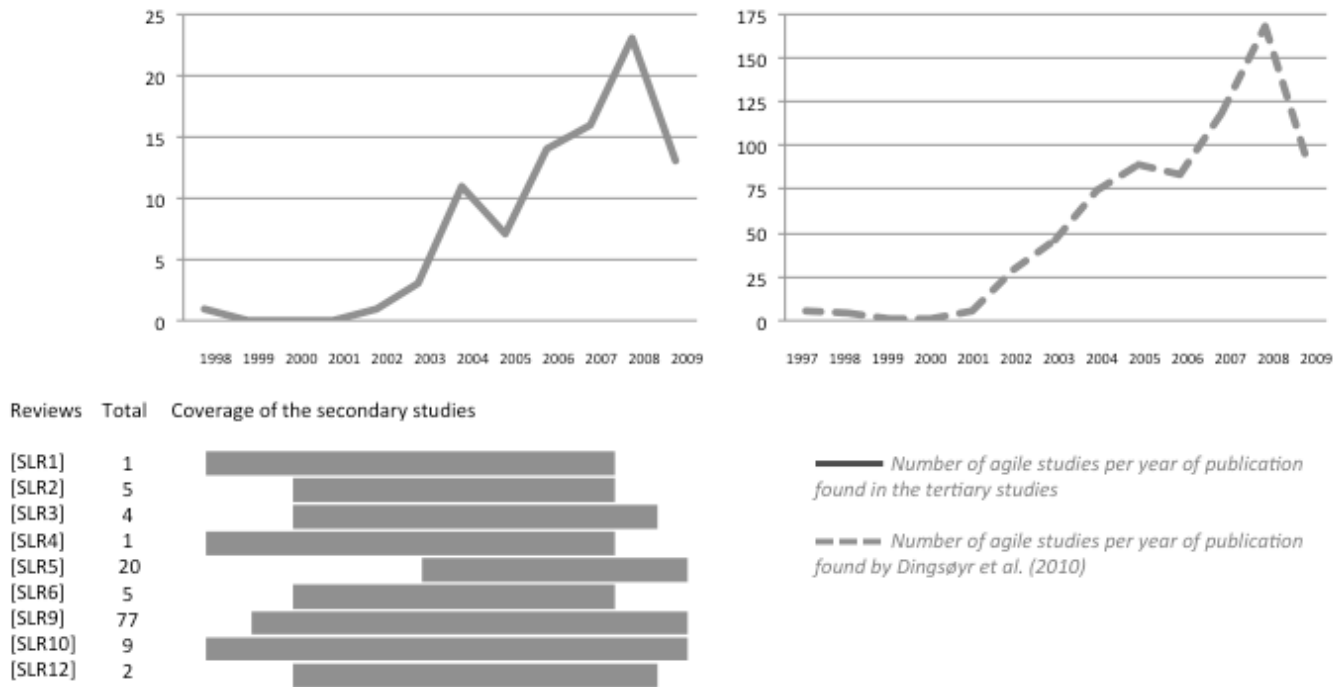 25
20
15
10
5
0
1998 1999 2000 2001 2002 2003 2004 2005 2006 2007 2008 2009
175
150
125
100
75
50
25
0
1997 1998 1999 2000 2001 2002 2003 2004 2005 2006 2007 2008 2009
Reviews Total Coverage of the secondary studies
[SLR1] 1
[SLR2] 5
[SLR3] 4
[SLR4] 1
[SLR5] 20
[SLR6] 5
[SLR9] 77
[SLR10] 9
[SLR12] 2
Number of agile studies per year of publication
found in the tertiary studies
Number of agile studies per year of publication
found by Dingsøyr et al. (2010)